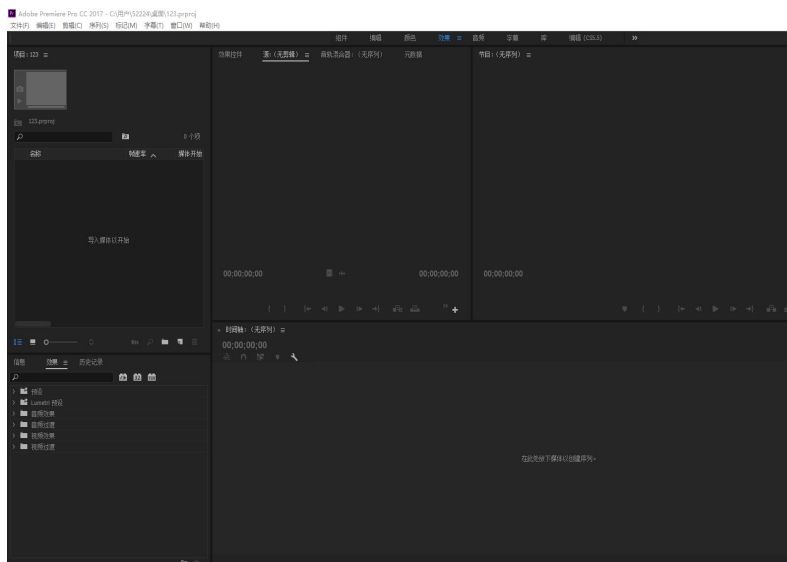 Adobe Premiere Pro CC 2017 - C:\用户\52224\桌面\123.prproj
文件(F) 编辑(E) 剪辑(C) 序列(S) 标记(M) 字幕(T) 窗口(W) 帮助(H)
组件 编辑 颜色 效果 音频 字幕 库 编辑 (CS5.5)
项目: 123
效果控件 源:（无剪辑） 音轨混合器:（无序列） 元数据 节目:（无序列）
123.prproj
0 个项
名称 帧速率 媒体开始
导入媒体以开始
00;00;00;00 00;00;00;00 00;00;00;00
× 时间轴:（无序列）
00;00;00;00
信息 效果 历史记录
预设
Lumetri 预设
音频效果
音频过渡
视频效果
视频过渡
在此处放下媒体以创建序列。